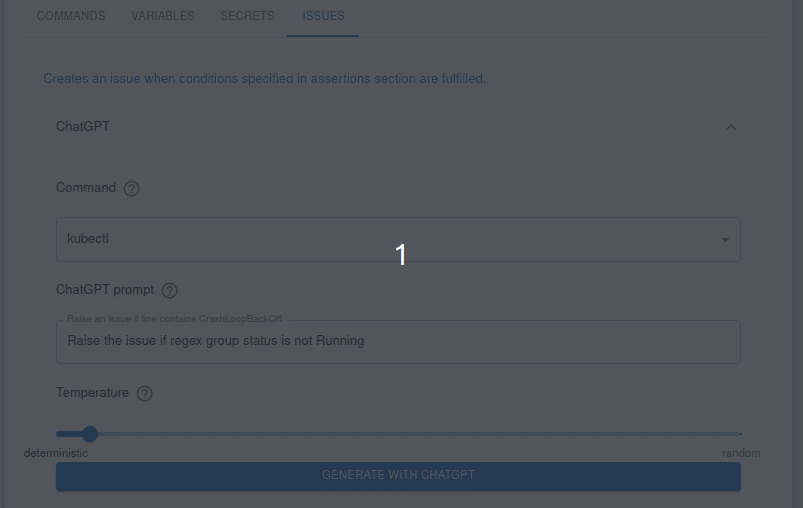 COMMANDS VARIABLES SECRETS ISSUES
Creates an issue when conditions specified in assertions section are fulfilled.
ChatGPT
Command ?
kubectl
1
ChatGPT prompt ?
Raise an issue if line contains CrashLoopBackOff
Raise the issue if regex group status is not Running
Temperature ?
deterministic random
GENERATE WITH CHATGPT